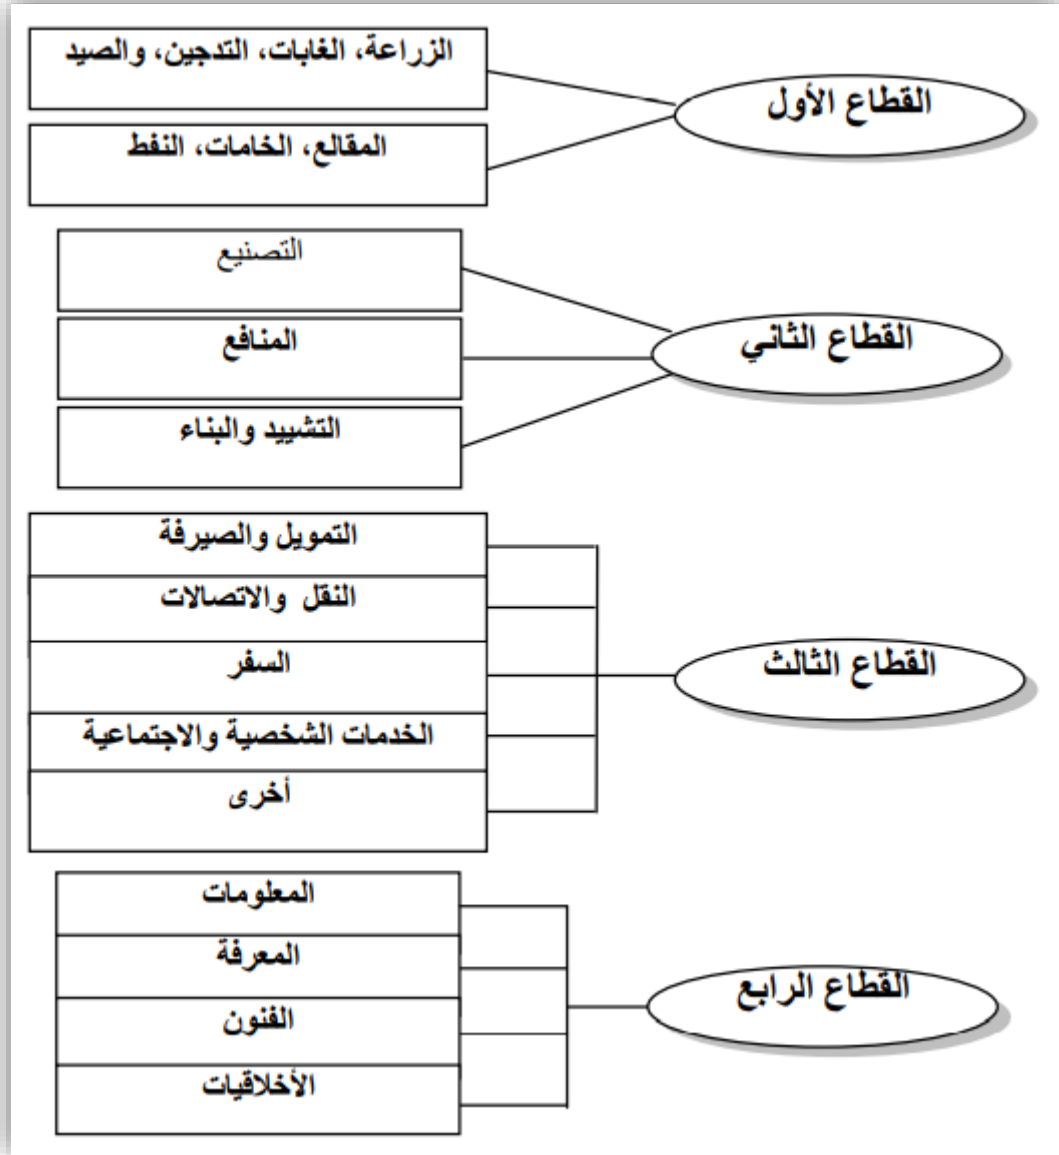 القطاع الأول
الزراعة، الغابات، التدجين، والصيد
المقالع، الخامات، النفط
القطاع الثاني
التصنيع
المنافع
التشييد والبناء
القطاع الثالث
التمويل والصيرفة
النقل والاتصالات
السفر
الخدمات الشخصية والاجتماعية
أخرى
القطاع الرابع
المعلومات
المعرفة
الفنون
الأخلاقيات